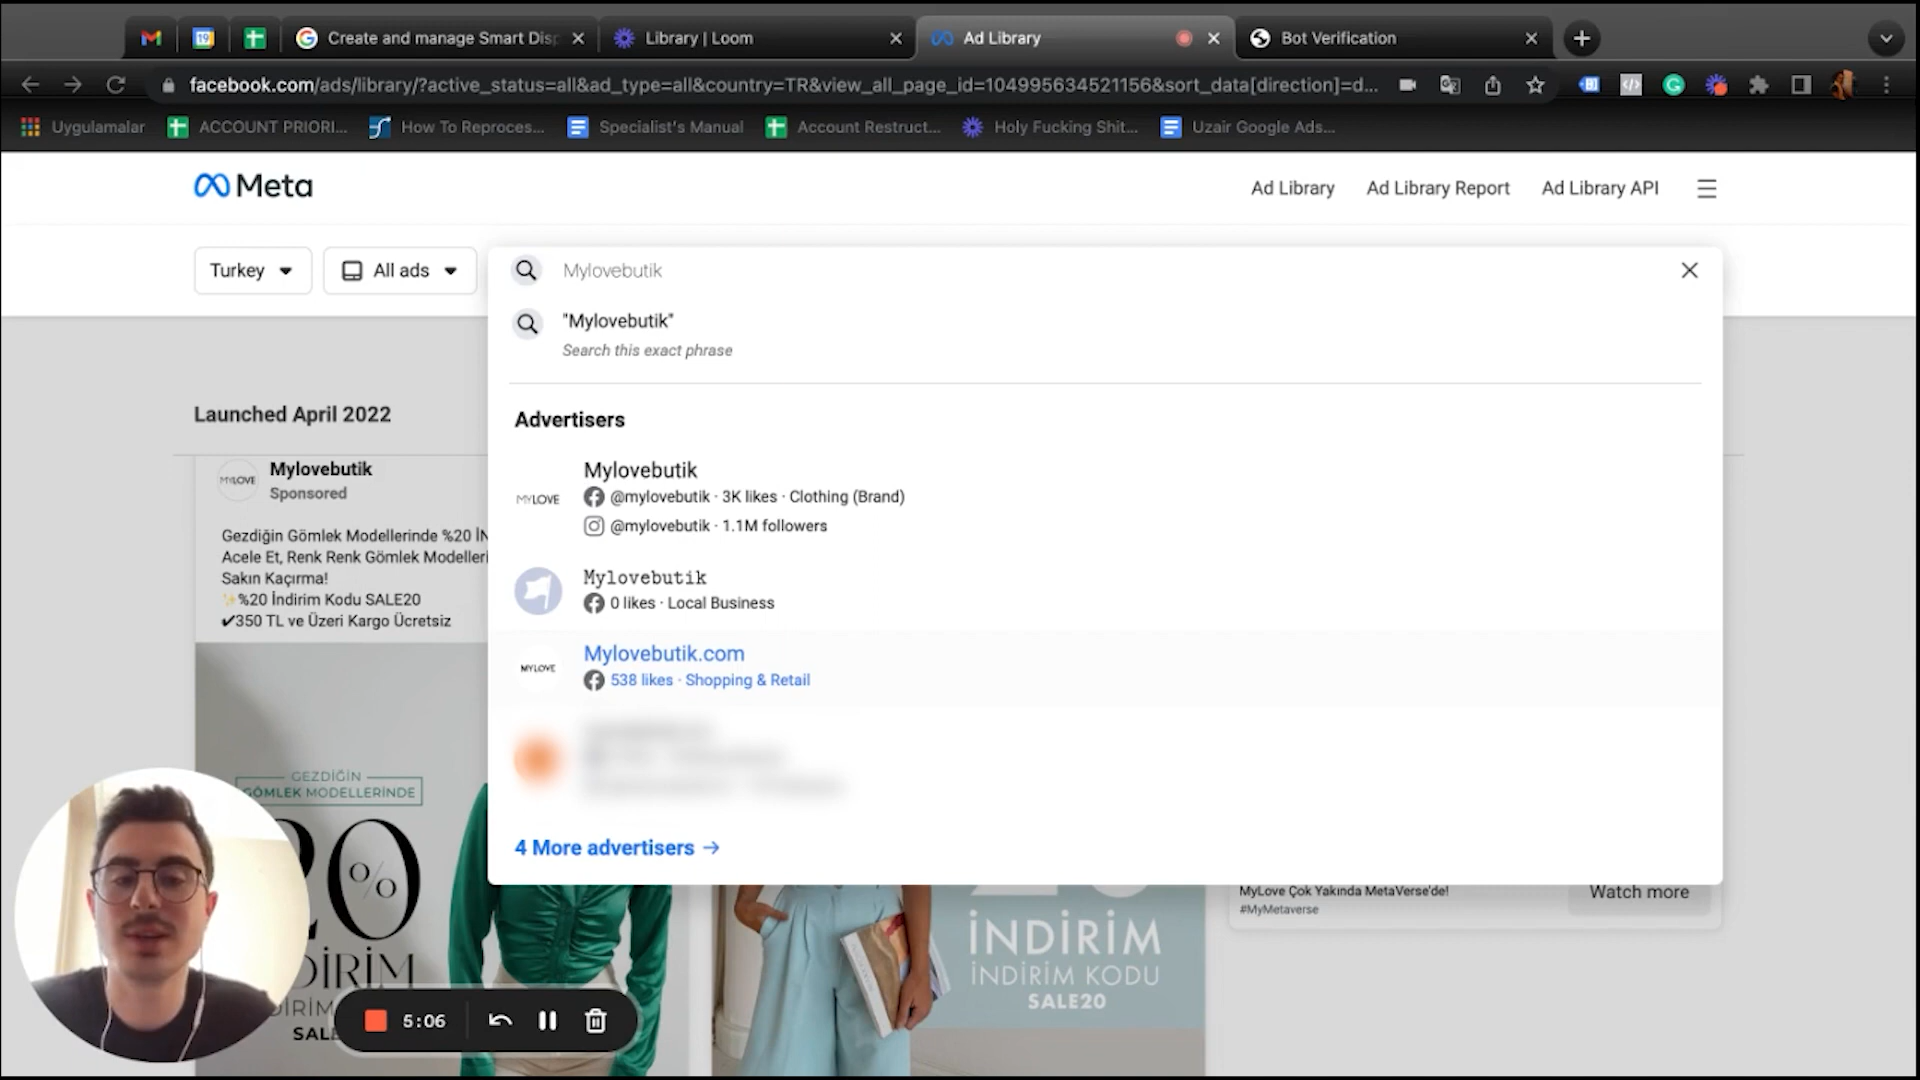 19
Create and manage Smart Dis
Library | Loom
Ad Library
Bot Verification
facebook.com/ads/library/?active_status=all&ad_type=all&country=TR&view_all_page_id=104995634521156&sort_data[direction]=d...
Uygulamalar
ACCOUNT PRIORI...
How To Reproces...
Specialist's Manual
Account Restruct...
Holy Fucking Shit...
Uzair Google Ads...
Meta
Ad Library
Ad Library Report
Ad Library API
Turkey
All ads
Mylovebutik
"Mylovebutik"
Search this exact phrase
Advertisers
MYLOVE
Mylovebutik
@mylovebutik · 3K likes · Clothing (Brand)
@mylovebutik · 1.1M followers
Mylovebutik
0 likes · Local Business
MYLOVE
Mylovebutik.com
538 likes · Shopping & Retail
4 More advertisers →
Launched April 2022
MYLOVE
Mylovebutik
Sponsored
Gezdiğin Gömlek Modellerinde %20 İN
Acele Et, Renk Renk Gömlek Modelleri
Sakın Kaçırma!
✨%20 İndirim Kodu SALE20
✔350 TL ve Üzeri Kargo Ücretsiz
GEZDİĞİN
GÖMLEK MODELLERİNDE
20
%
İNDİRİM
İNDİRİM KODU
SALE20
MyLove Çok Yakında MetaVerse'de!
#MyMetaverse
Watch more
5:06